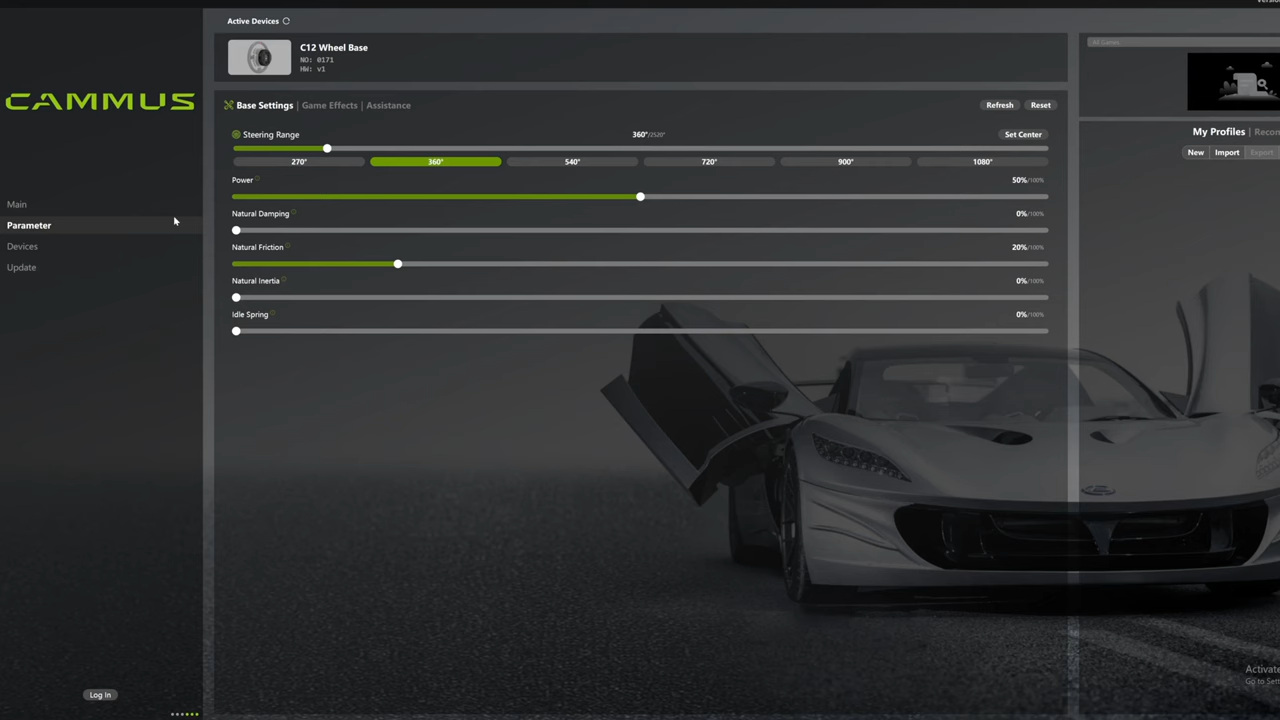 Active Devices
C12 Wheel Base
NO: 0171
HW: v1
All Games
CAMMUS
Base Settings | Game Effects | Assistance
Refresh
Reset
Steering Range
360°/2520°
Set Center
My Profiles |
New
Import
Export
270°
360°
540°
720°
900°
1080°
Power
50%/100%
Natural Damping
0%/100%
Main
Parameter
Devices
Update
Natural Friction
20%/100%
Natural Inertia
0%/100%
Idle Spring
0%/100%
Activate
Log In